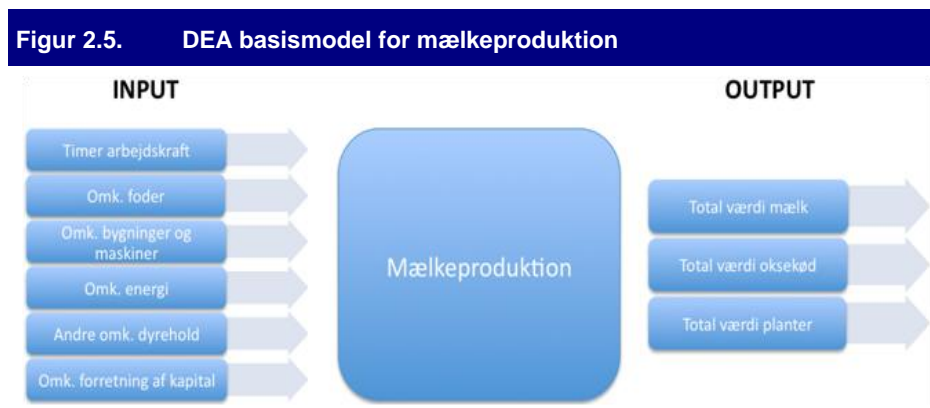 Figur 2.5. DEA basismodel for mælkeproduktion
INPUT
Timer arbejdskraft
Omk. foder
Omk. bygninger og
maskiner
Omk. energi
Andre omk. dyrehold
Omk. forretning af kapital
Mælkeproduktion
OUTPUT
Total værdi mælk
Total værdi oksekød
Total værdi planter